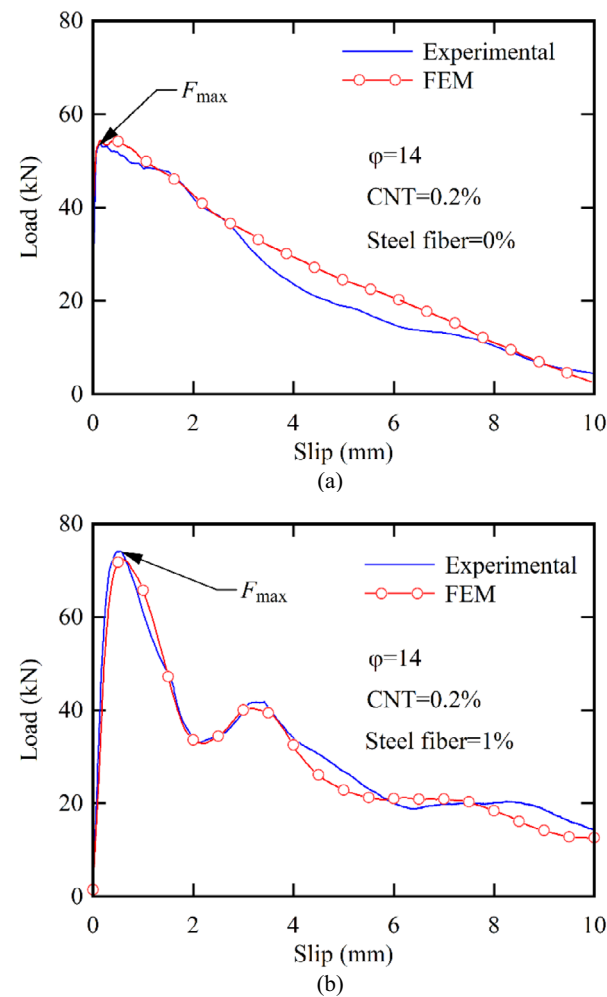 80
Experimental
FEM
Fmax
60
φ=14
CNT=0.2%
Steel fiber=0%
Load (kN)
40
20
0
0 2 4 6 8 10
Slip (mm)
(a)
80
Experimental
FEM
Fmax
60
φ=14
CNT=0.2%
Steel fiber=1%
Load (kN)
40
20
0
0 2 4 6 8 10
Slip (mm)
(b)